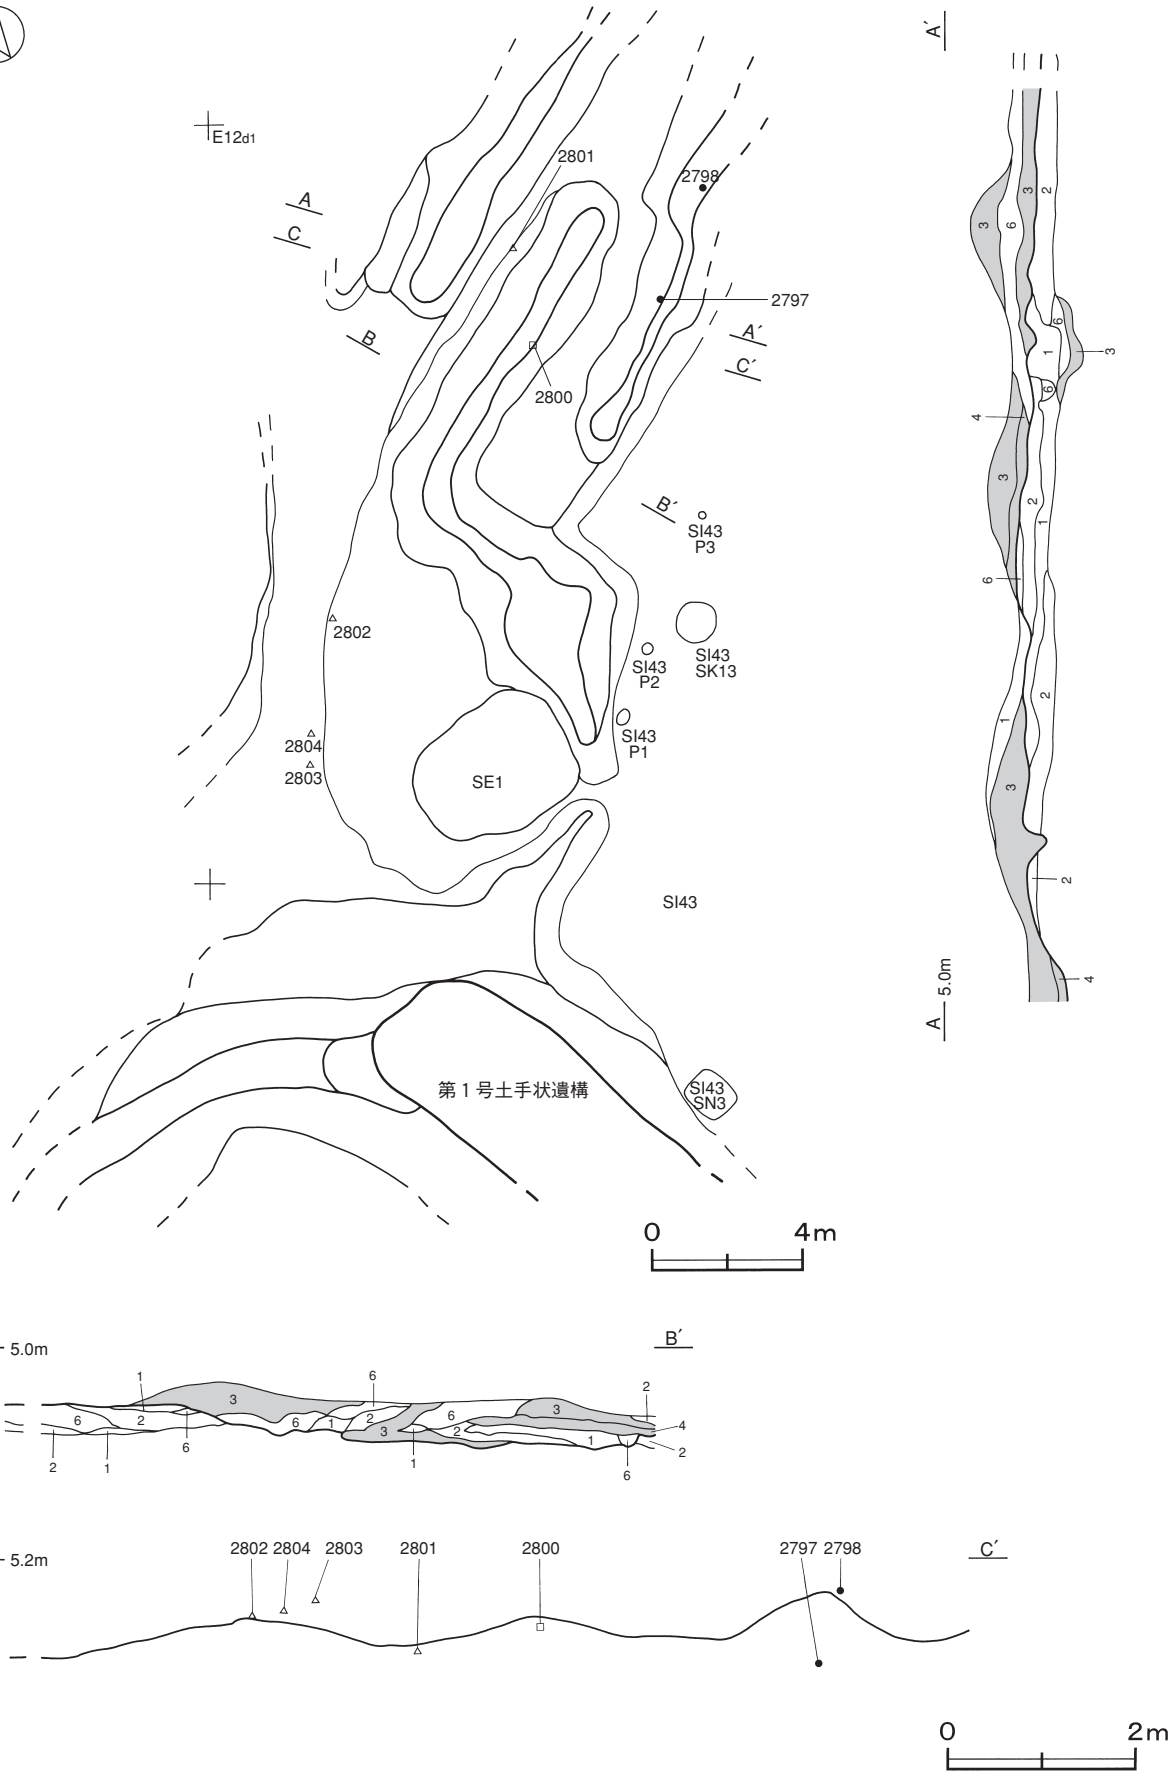 E12d1
A
C
B
2801
2798
2797
A′
C′
2800
B′
SI43
P3
2802
SI43
P2
SI43
SK13
SI43
P1
2804
2803
SE1
SI43
第１号土手状遺構
SI43
SN3
0 4m
A′
3
2
3
6
6
1
3
6
4
3
2
1
6
2
1
3
2
4
A 5.0m
5.0m
B′
1
6
2
3
3
6
2
6
1
2
6
3
4
2
1
1
6
2
1
6
2802 2804 2803 2801 2800 2797 2798
5.2m
C′
0 2m